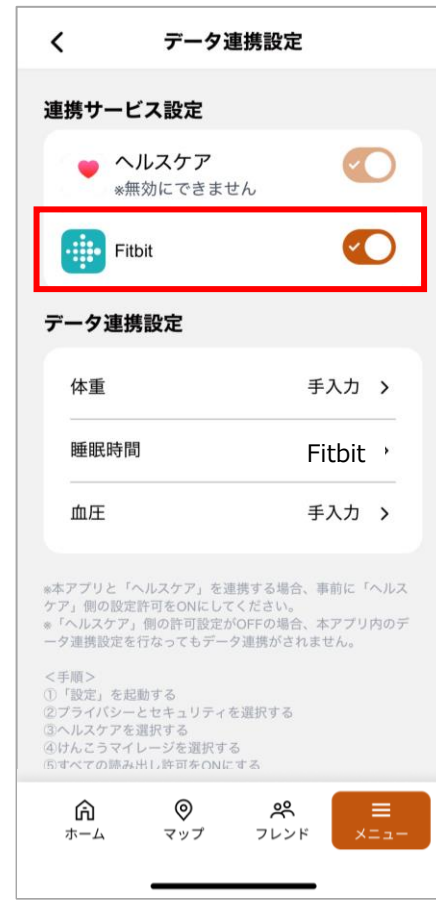 データ連携設定
連携サービス設定
ヘルスケア
※無効にできません
Fitbit
データ連携設定
体重 手入力
睡眠時間 Fitbit
血圧 手入力
※本アプリと「ヘルスケア」を連携する場合、事前に「ヘルス
ケア」側の設定許可をONにしてください。
※「ヘルスケア」側の許可設定がOFFの場合、本アプリ内のデ
ータ連携設定を行なってもデータ連携がされません。
<手順>
①「設定」を起動する
②プライバシーとセキュリティを選択する
③ヘルスケアを選択する
④けんこうマイレージを選択する
⑤すべての読み出し許可をONにする
ホーム マップ フレンド メニュー